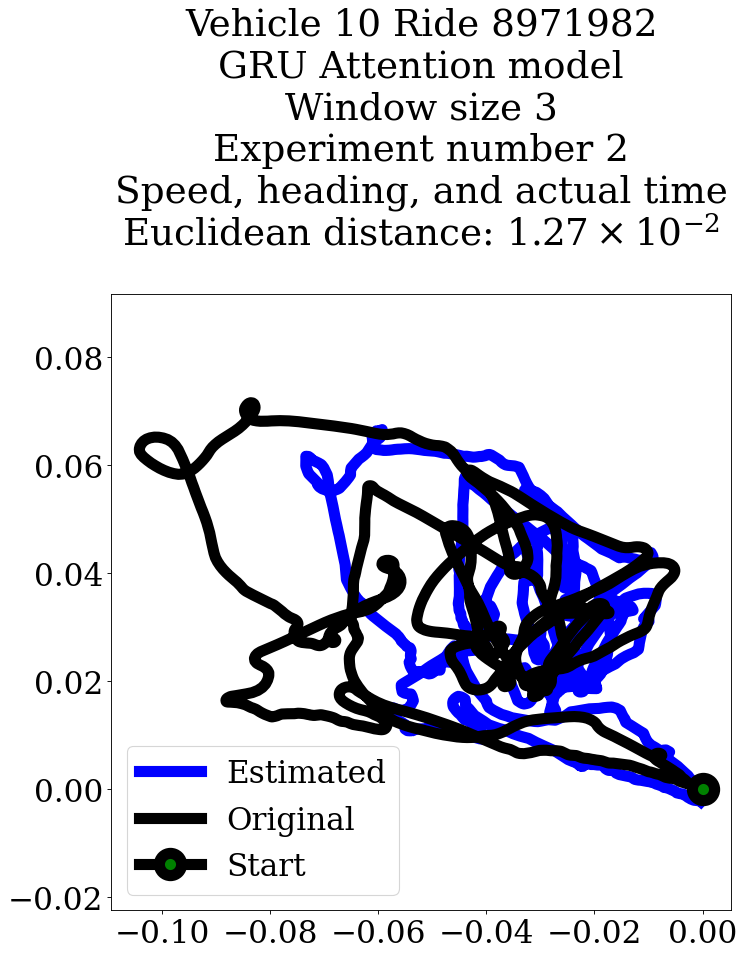 Vehicle 10 Ride 8971982
GRU Attention model
Window size 3
Experiment number 2
Speed, heading, and actual time
Euclidean distance: 1.27 × 10⁻²
0.08
0.06
0.04
0.02
0.00
−0.02
Estimated
Original
Start
−0.10 −0.08 −0.06 −0.04 −0.02 0.00